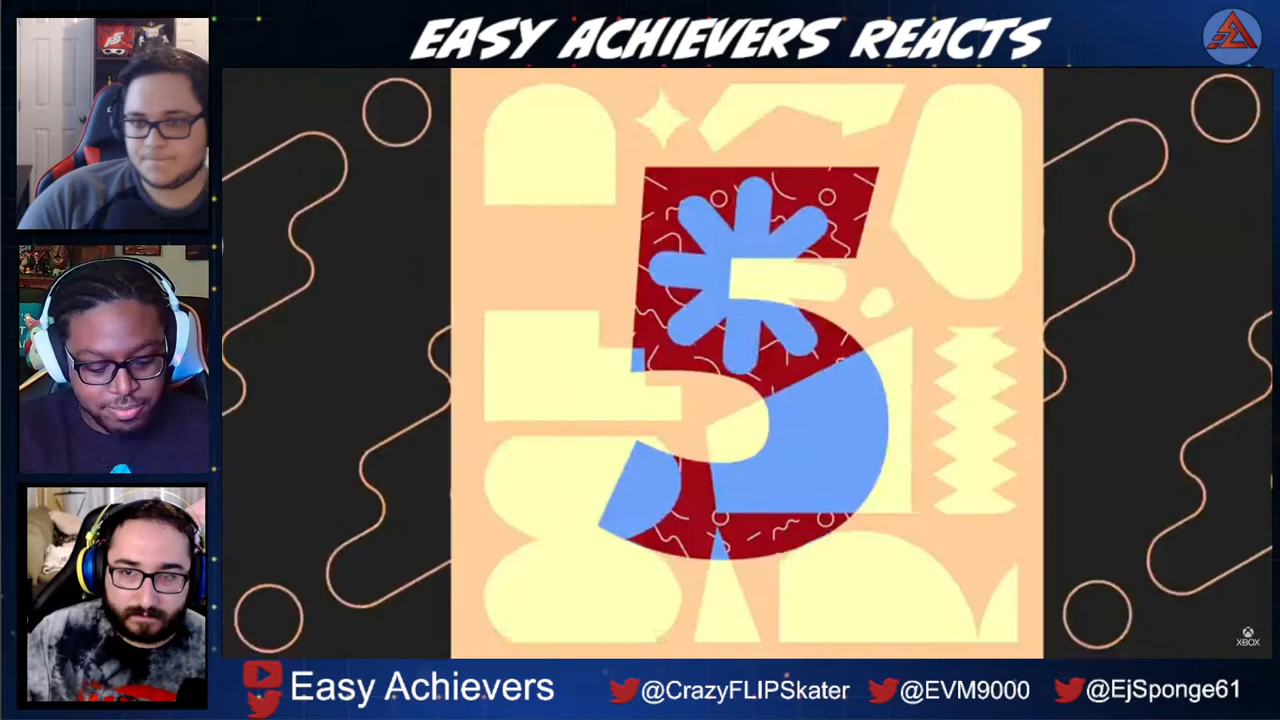 EASY ACHIEVERS REACTS
5
XBOX
Easy Achievers
@CrazyFLIPSkater
@EVM9000
@EjSponge61